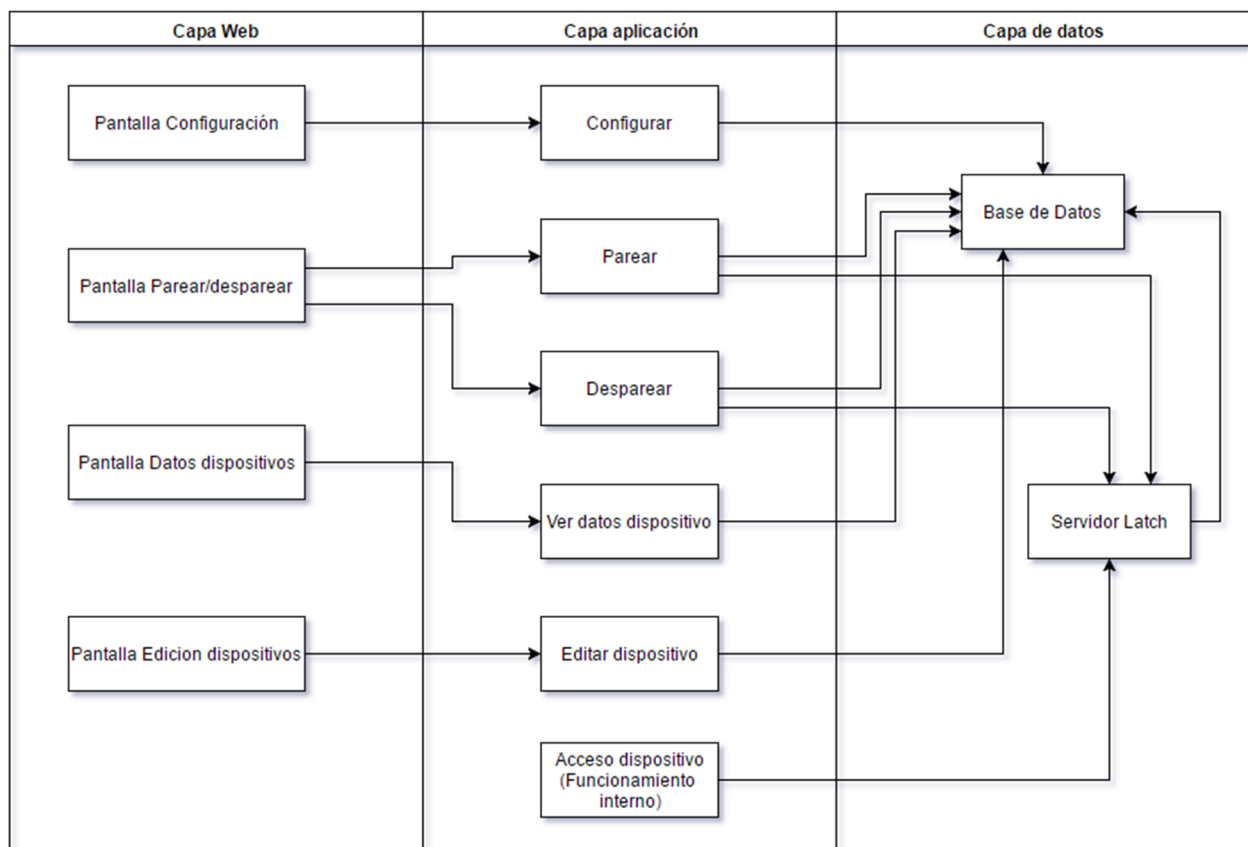 Capa Web
Capa aplicación
Capa de datos
Pantalla Configuración
Configurar
Base de Datos
Pantalla Parear/desparear
Parear
Desparear
Pantalla Datos dispositivos
Ver datos dispositivo
Servidor Latch
Pantalla Edicion dispositivos
Editar dispositivo
Acceso dispositivo
(Funcionamiento
interno)